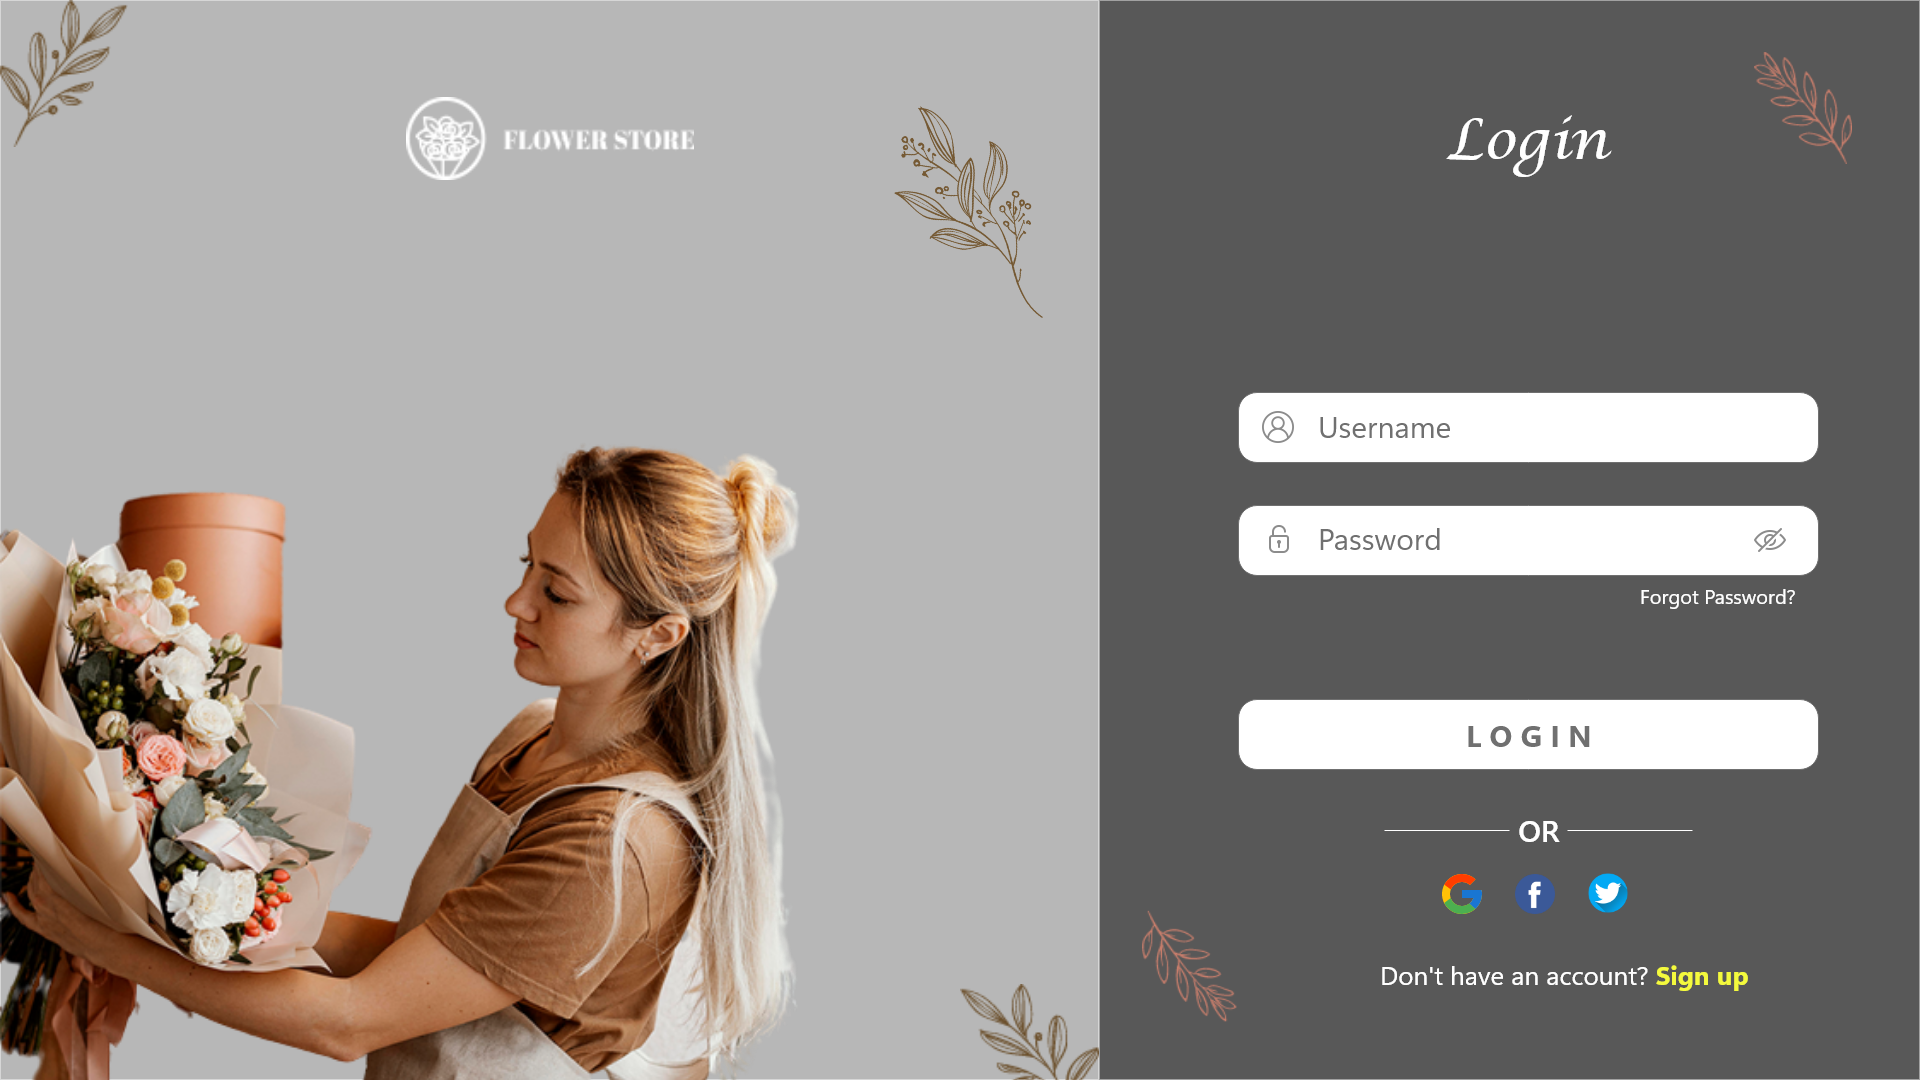 FLOWER STORE
Login
Username
Password
Forgot Password?
LOGIN
OR
Don't have an account? Sign up